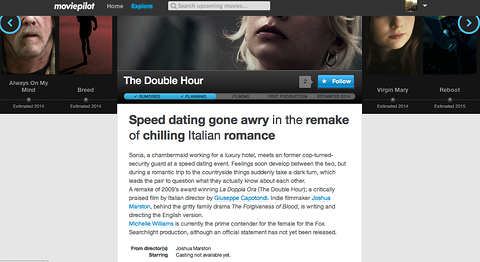 moviepilot Home Explore Search upcoming movies...
Always On My Mind
Estimated 2014
Breed
Estimated 2014
The Double Hour
2 Follow
✓ RUMORED ✓ PLANNING FILMING POST PRODUCTION ESTIMATED 2014
Virgin Mary
Estimated 2014
Reboot
Estimated 2015
Speed dating gone awry in the remake
of chilling Italian romance
Sonia, a chambermaid working for a luxury hotel, meets an former cop-turned-
security guard at a speed dating event. Feelings soon develop between the two, but
during a romantic trip to the countryside things suddenly take a dark turn, which
leads the pair to question what they actually know about each other.
A remake of 2009's award winning La Doppia Ora (The Double Hour); a critically
praised film by Italian director by Giuseppe Capotondi. Indie filmmaker Joshua
Marston, behind the gritty family drama The Forgiveness of Blood, is writing and
directing the English version.
Michelle Williams is currently the prime contender for the female for the Fox
Searchlight production, although an official statement has not yet been released.
From director(s) Joshua Marston
Starring Casting not available yet.